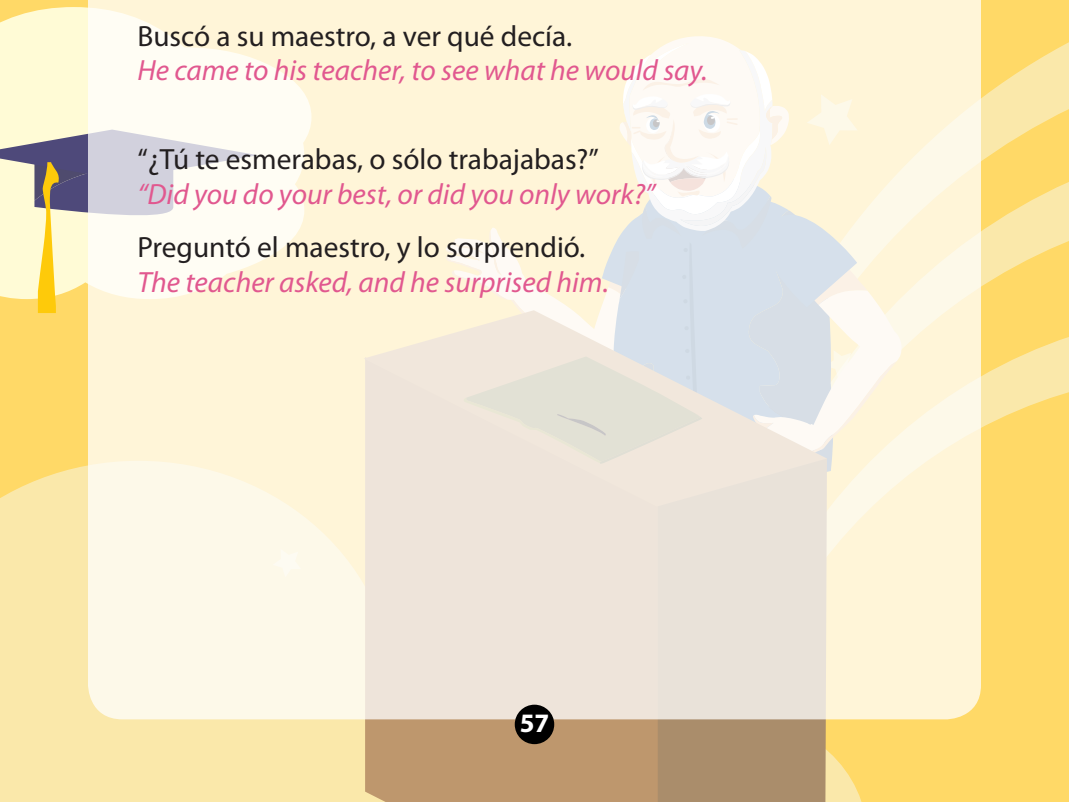 Buscó a su maestro, a ver qué decía.
He came to his teacher, to see what he would say.
“¿Tú te esmerabas, o sólo trabajabas?”
“Did you do your best, or did you only work?”
Preguntó el maestro, y lo sorprendió.
The teacher asked, and he surprised him.
57